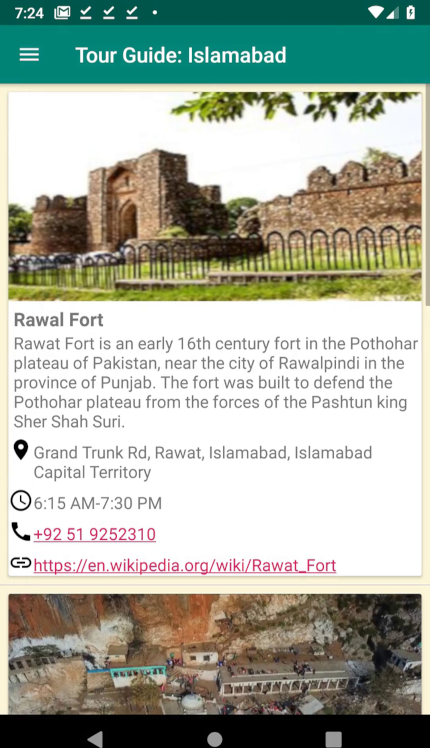 7:24
Tour Guide: Islamabad
Rawal Fort
Rawat Fort is an early 16th century fort in the Pothohar
plateau of Pakistan, near the city of Rawalpindi in the
province of Punjab. The fort was built to defend the
Pothohar plateau from the forces of the Pashtun king
Sher Shah Suri.
Grand Trunk Rd, Rawat, Islamabad, Islamabad
Capital Territory
6:15 AM-7:30 PM
+92 51 9252310
https://en.wikipedia.org/wiki/Rawat_Fort